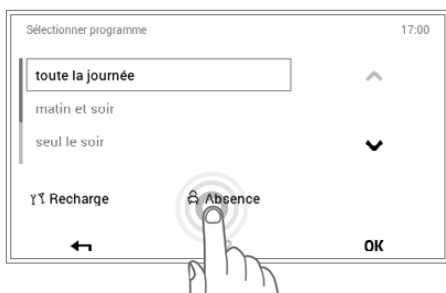 Sélectionner programme 17:00
toute la journée
matin et soir
seul le soir
Recharge Absence
OK